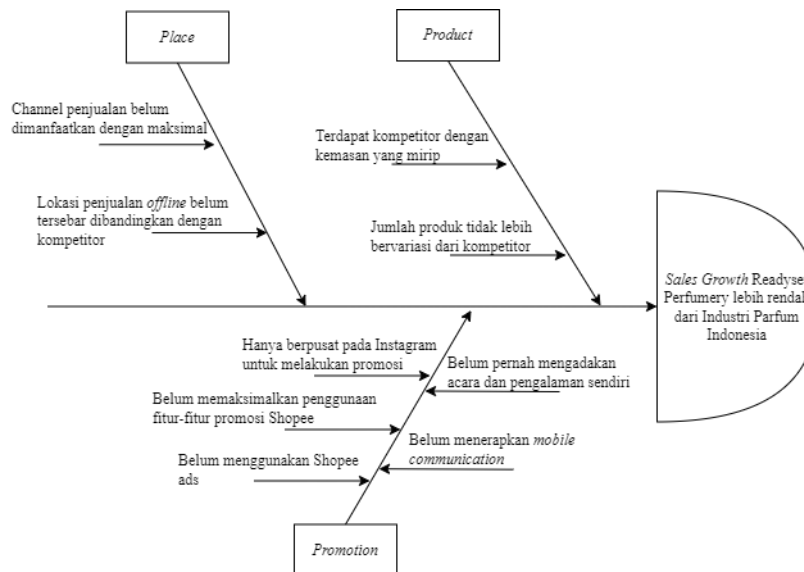 Place
Product
Channel penjualan belum
dimanfaatkan dengan maksimal
Terdapat kompetitor dengan
kemasan yang mirip
Lokasi penjualan offline belum
tersebar dibandingkan dengan
kompetitor
Jumlah produk tidak lebih
bervariasi dari kompetitor
Sales Growth Readyse
Perfumery lebih rendah
dari Industri Parfum
Indonesia
Hanya berpusat pada Instagram
untuk melakukan promosi
Belum pernah mengadakan
acara dan pengalaman sendiri
Belum memaksimalkan penggunaan
fitur-fitur promosi Shopee
Belum menerapkan mobile
communication
Belum menggunakan Shopee
ads
Promotion